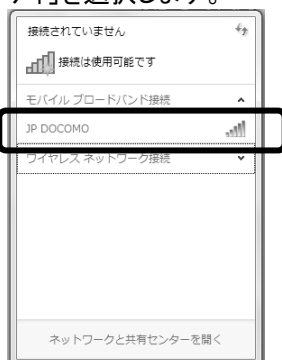 を選択します。
接続されていません
接続は使用可能です
モバイル ブロードバンド接続
JP DOCOMO
ワイヤレス ネットワーク接続
ネットワークと共有センターを開く